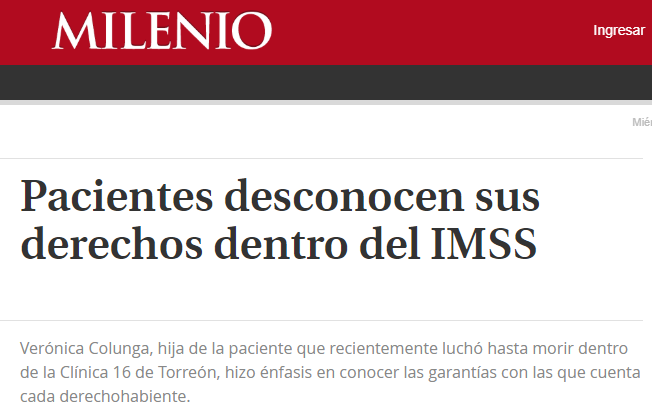 MILENIO
Ingresar
Pacientes desconocen sus
derechos dentro del IMSS
Verónica Colunga, hija de la paciente que recientemente luchó hasta morir dentro
de la Clínica 16 de Torreón, hizo énfasis en conocer las garantías con las que cuenta
cada derechohabiente.